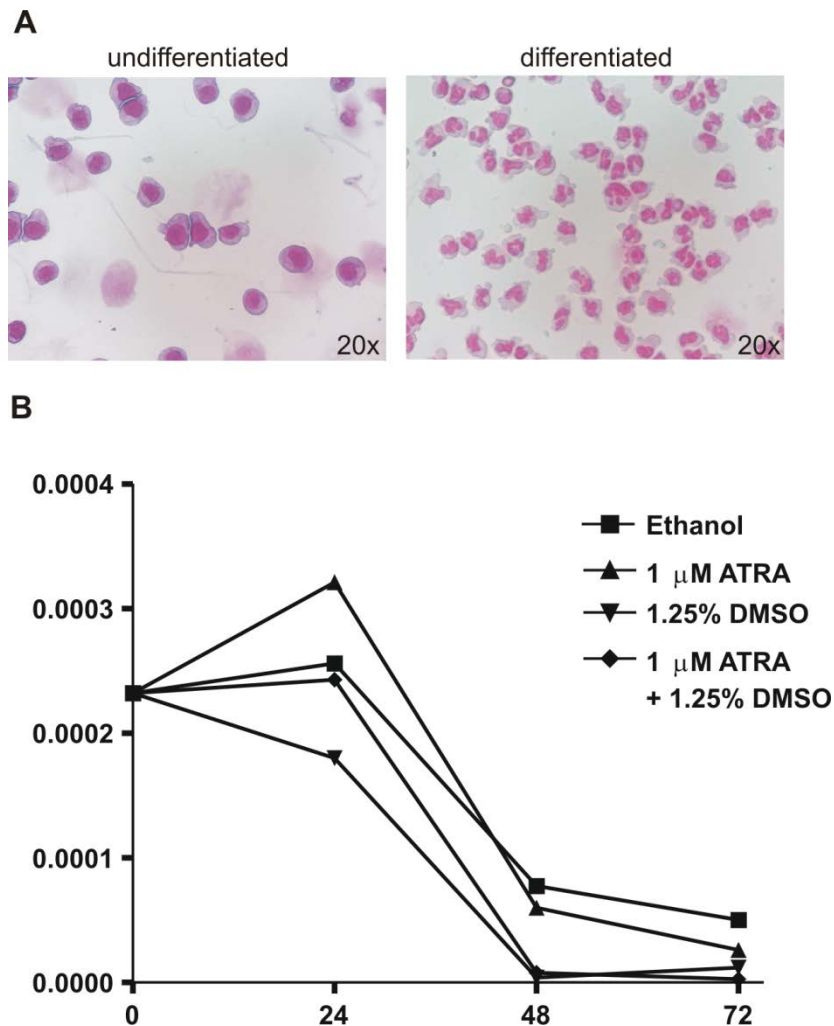 A
undifferentiated
differentiated
20x
20x
B
0.0004
0.0003
0.0002
0.0001
0.0000
0
24
48
72
Ethanol
1 μM ATRA
1.25% DMSO
1 μM ATRA
+ 1.25% DMSO